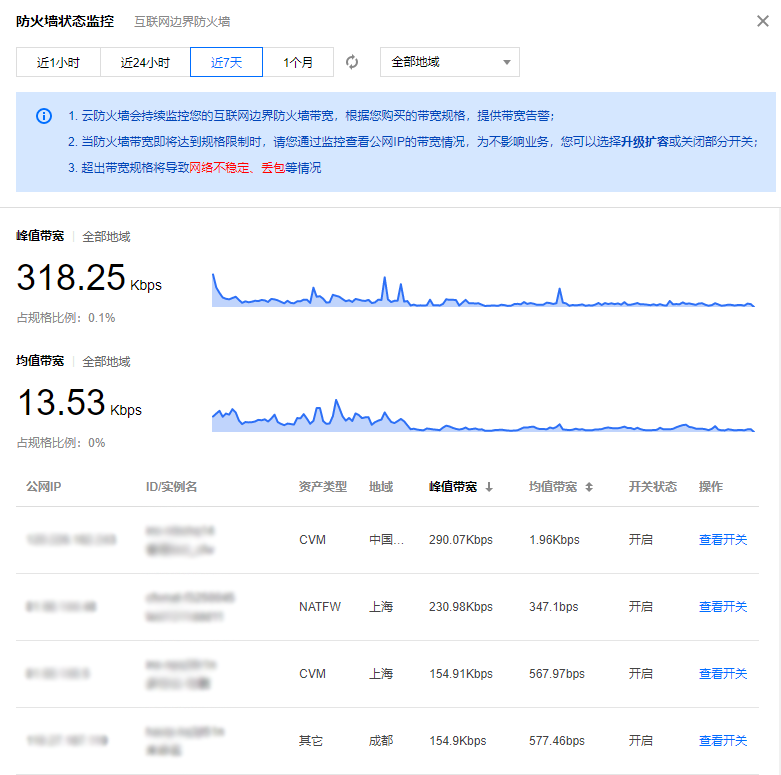 防火墙状态监控 互联网边界防火墙
近1小时 近24小时 近7天 1个月 全部地域
1. 云防火墙会持续监控您的互联网边界防火墙带宽，根据您购买的带宽规格，提供带宽告警；
2. 当防火墙带宽即将达到规格限制时，请您通过监控查看公网IP的带宽情况，为不影响业务，您可以选择升级扩容或关闭部分开关；
3. 超出带宽规格将导致网络不稳定、丢包等情况
峰值带宽 全部地域
318.25 Kbps
占规格比例：0.1%
均值带宽 全部地域
13.53 Kbps
占规格比例：0%
公网IP ID/实例名 资产类型 地域 峰值带宽 均值带宽 开关状态 操作
CVM 中国... 290.07Kbps 1.96Kbps 开启 查看开关
NATFW 上海 230.98Kbps 347.1bps 开启 查看开关
CVM 上海 154.91Kbps 567.97bps 开启 查看开关
其它 成都 154.9Kbps 577.46bps 开启 查看开关